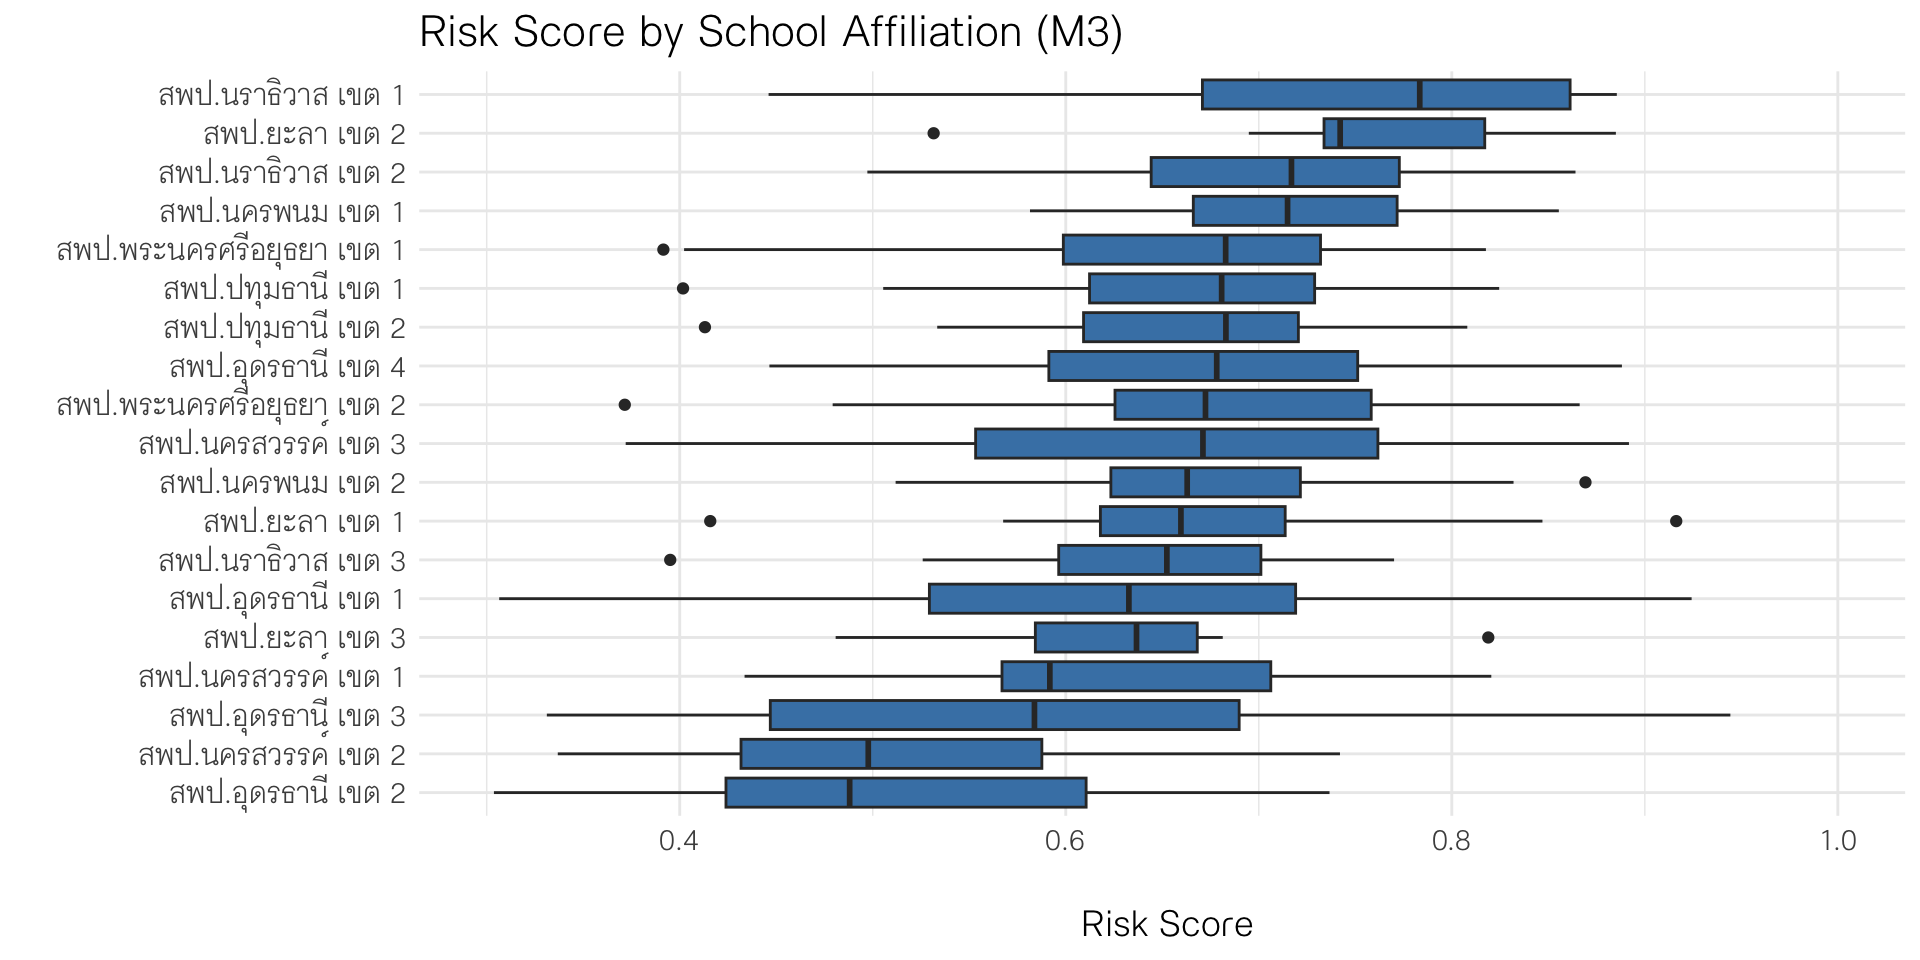 Risk Score by School Affiliation (M3)
สพป.นราธิวาส เขต 1
สพป.ยะลา เขต 2
สพป.นราธิวาส เขต 2
สพป.นครพนม เขต 1
สพป.พระนครศรีอยุธยา เขต 1
สพป.ปทุมธานี เขต 1
สพป.ปทุมธานี เขต 2
สพป.อุดรธานี เขต 4
สพป.พระนครศรีอยุธยา เขต 2
สพป.นครสวรรค์ เขต 3
สพป.นครพนม เขต 2
สพป.ยะลา เขต 1
สพป.นราธิวาส เขต 3
สพป.อุดรธานี เขต 1
สพป.ยะลา เขต 3
สพป.นครสวรรค์ เขต 1
สพป.อุดรธานี เขต 3
สพป.นครสวรรค์ เขต 2
สพป.อุดรธานี เขต 2
0.4 0.6 0.8 1.0
Risk Score